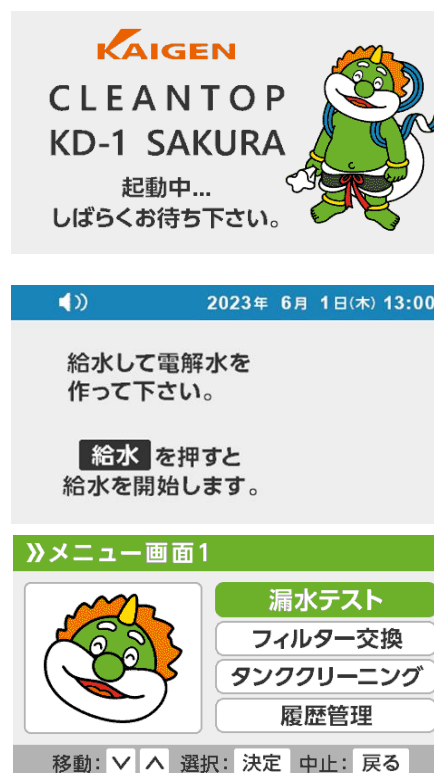 KAIGEN
CLEANTOP
KD-1 SAKURA
起動中...
しばらくお待ち下さい。
2023年 6月 1日(木) 13:00
給水して電解水を
作って下さい。
給水 を押すと
給水を開始します。
メニュー画面1
漏水テスト
フィルター交換
タンククリーニング
履歴管理
移動: ∨ ∧ 選択: 決定 中止: 戻る